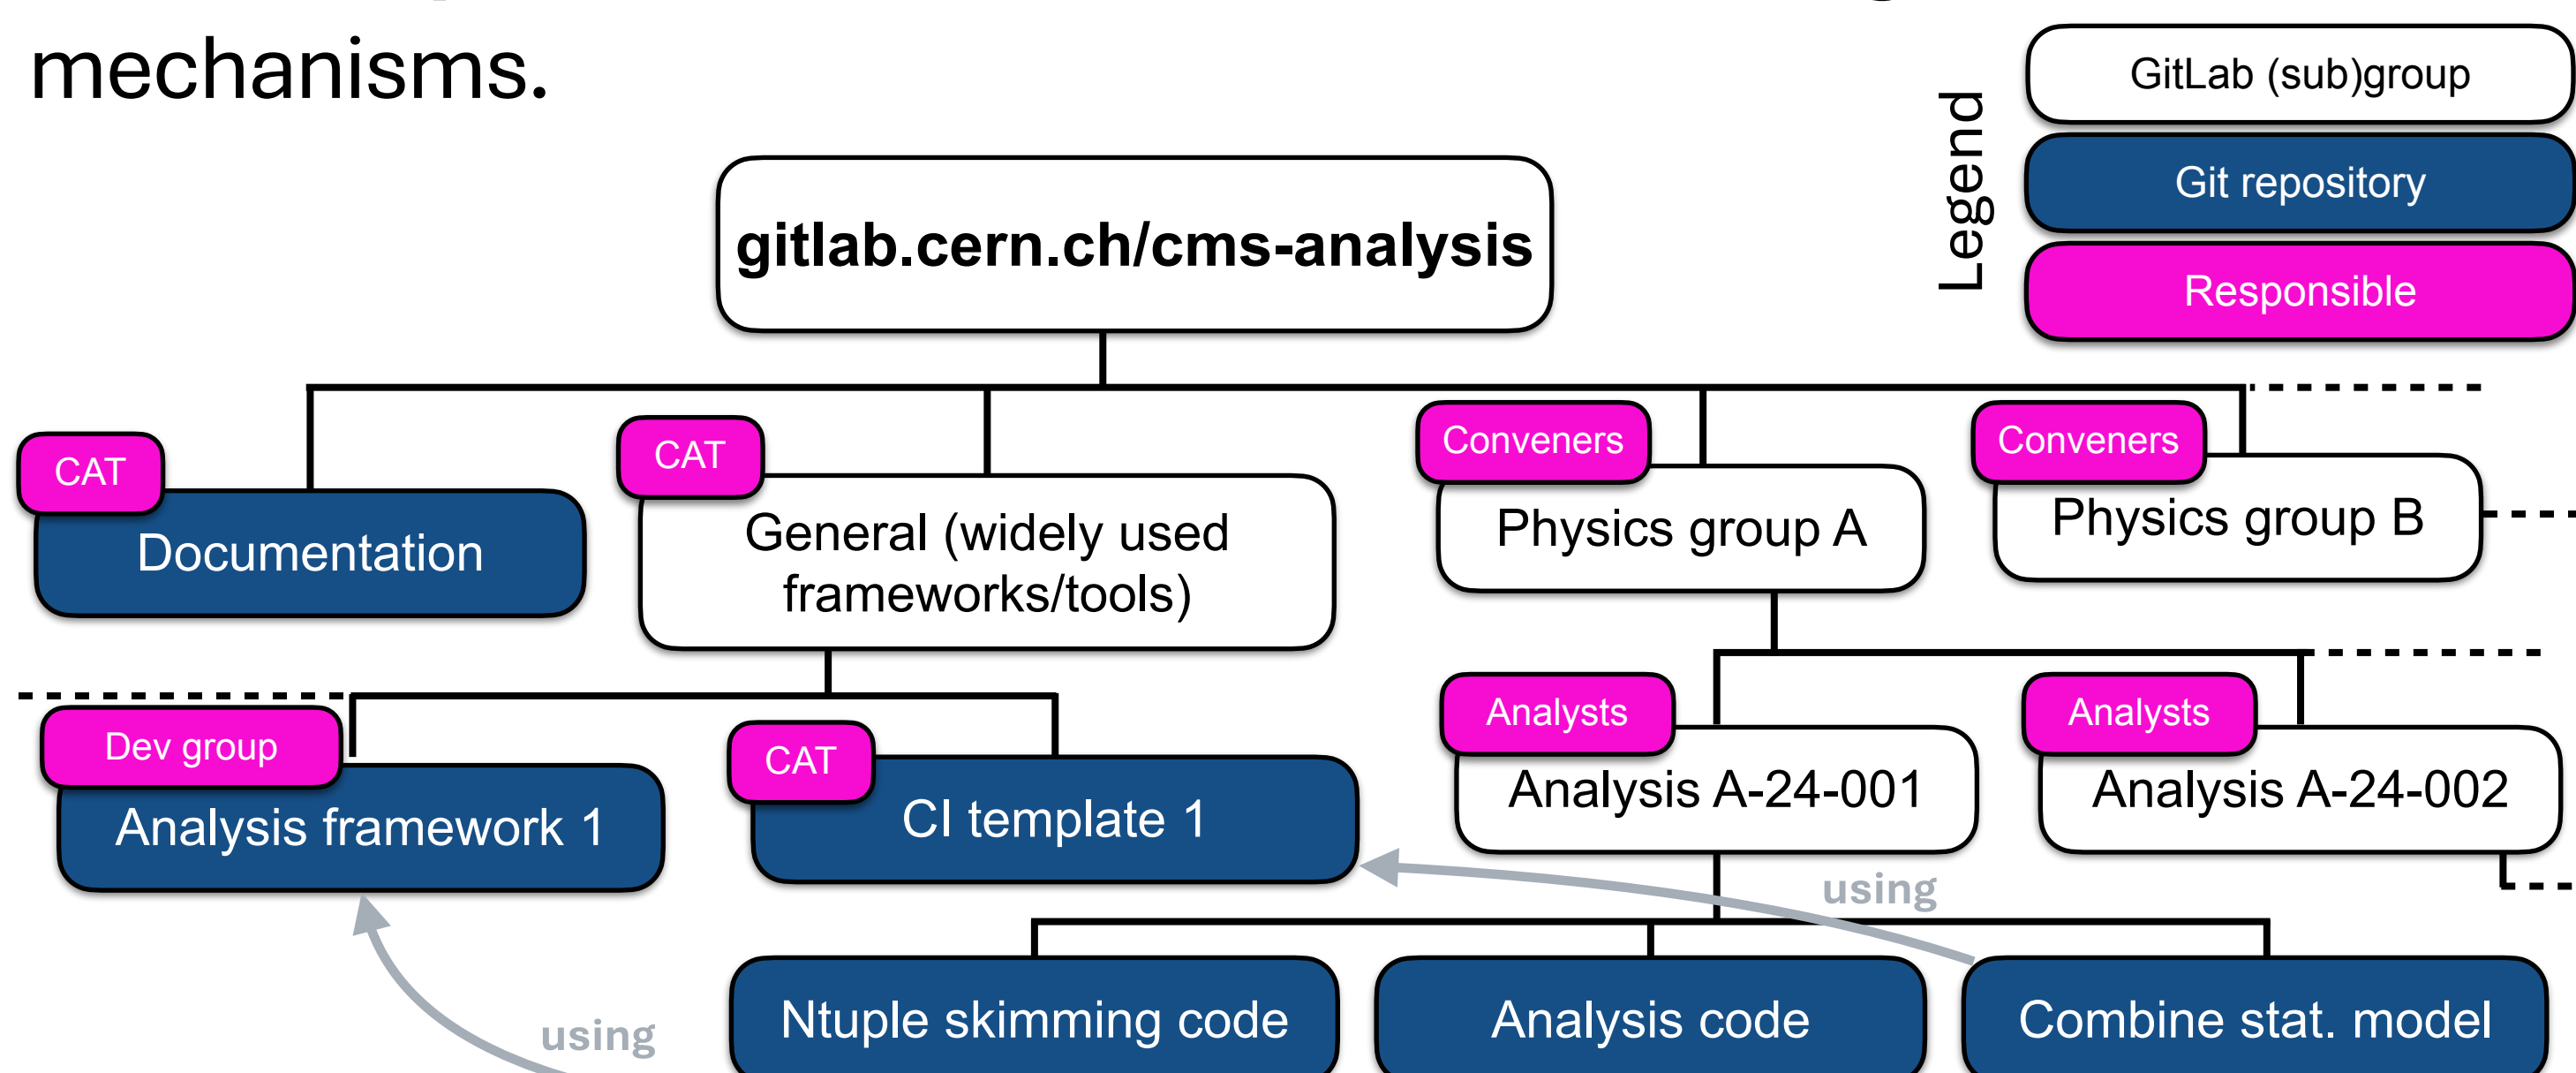 mechanisms.
Legend
GitLab (sub)group
Git repository
Responsible
gitlab.cern.ch/cms-analysis
CAT
Documentation
CAT
General (widely used
frameworks/tools)
Conveners
Physics group A
Conveners
Physics group B
Dev group
Analysis framework 1
CAT
CI template 1
Analysts
Analysis A-24-001
Analysts
Analysis A-24-002
using
Ntuple skimming code
Analysis code
Combine stat. model
using